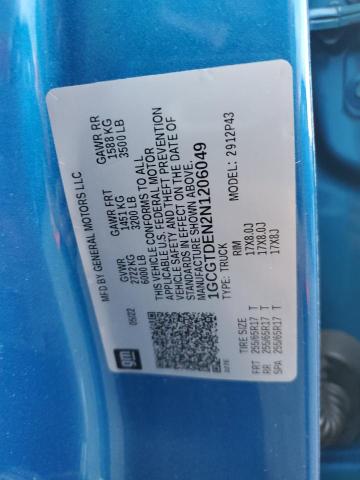 gm
MFD BY GENERAL MOTORS LLC
05/22
GVWR
2722 KG
6000 LB
GAWR FRT
1451 KG
3200 LB
GAWR RR
1588 KG
3500 LB
THIS VEHICLE CONFORMS TO ALL
APPLICABLE U.S. FEDERAL MOTOR
VEHICLE SAFETY AND THEFT PREVENTION
STANDARDS IN EFFECT ON THE DATE OF
MANUFACTURE SHOWN ABOVE.
1GCGTDEN2N1206049
TYPE: TRUCK
MODEL: 2912P43
TIRE SIZE
RIM
FRT 255/65R17 T 17X8.0J
RR 255/65R17 T 17X8.0J
SPA 255/65R17 T 17X8J